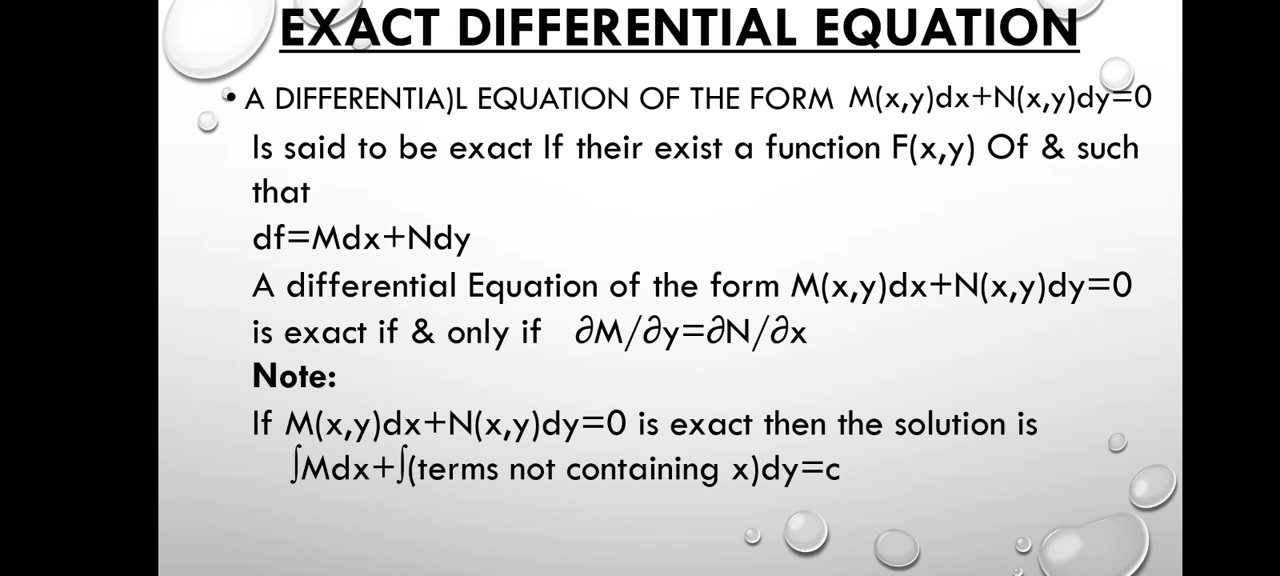 EXACT DIFFERENTIAL EQUATION
• A DIFFERENTIA)L EQUATION OF THE FORM M(x,y)dx+N(x,y)dy=0
Is said to be exact If their exist a function F(x,y) Of & such
that
df=Mdx+Ndy
A differential Equation of the form M(x,y)dx+N(x,y)dy=0
is exact if & only if ∂M/∂y=∂N/∂x
Note:
If M(x,y)dx+N(x,y)dy=0 is exact then the solution is
∫Mdx+∫(terms not containing x)dy=c